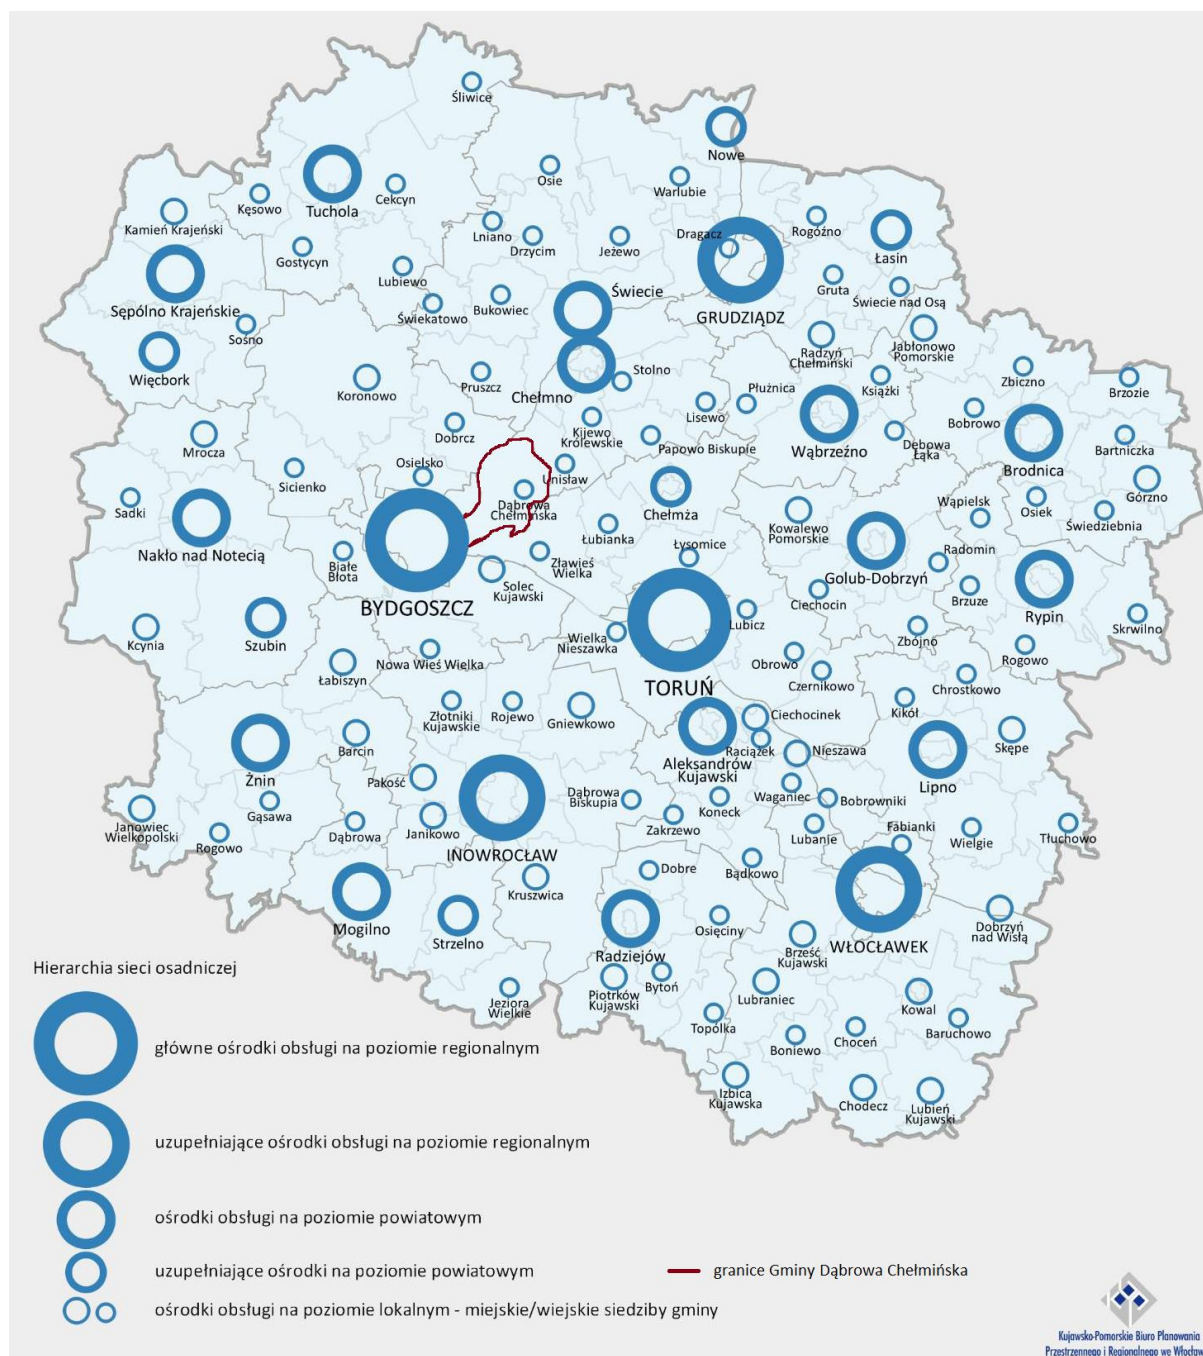 Śliwice
Nowe
Osie
Warlubie
Kęsowo
Tuchola
Cekcyn
Kamień Krajeński
Lniano
Drzycim
Jeżewo
Dragacz
Rogoźno
Łasin
Gostycyn
Lubiewo
Gruta
Świecie nad Osą
Sępólno Krajeńskie
Świekatowo
Bukowiec
Świecie
GRUDZIĄDZ
Sośno
Radzyń
Chełmiński
Jabłonowo
Pomorskie
Więcbork
Koronowo
Pruszcz
Chełmno
Stolno
Płużnica
Książki
Zbiczno
Brzozie
Lisewo
Bobrowo
Dobrcz
Kijewo
Królewskie
Papowo Biskupie
Wąbrzeźno
Dębowa
Łąka
Brodnica
Bartniczka
Mrocza
Osielsko
Unisław
Sicienko
Sadki
Dąbrowa
Chełmińska
Chełmża
Kowalewo
Pomorskie
Wąpielsk
Osiek
Górzno
Świedziebnia
Nakło nad Notecią
Białe
Błota
Solec
Kujawski
Zławieś
Wielka
Łubianka
Łysomice
Golub-Dobrzyń
Radomin
BYDGOSZCZ
Ciechocin
Brzuze
Rypin
Kcynia
Szubin
Nowa Wieś Wielka
Wielka
Nieszawka
Lubicz
Zbójno
Skrwilno
Rogowo
Łabiszyn
Obrowo
Czernikowo
TORUŃ
Chrostkowo
Kikół
Złotniki
Kujawskie
Rojewo
Gniewkowo
Ciechocinek
Barcin
Raciążek
Nieszawa
Skępe
Żnin
Aleksandrów
Kujawski
Lipno
Pakość
Dąbrowa
Biskupia
Koneck
Waganiec
Bobrowniki
Janowiec
Wielkopolski
Gąsawa
Rogowo
Dąbrowa
Janikowo
Zakrzewo
Lubanie
Fabianki
Wielgie
Tłuchowo
INOWROCŁAW
Kruszwica
Dobre
Bądkowo
Mogilno
Strzelno
Radziejów
Osięciny
Brześć
Kujawski
WŁOCŁAWEK
Dobrzyń
nad Wisłą
Hierarchia sieci osadniczej
Jeziora
Wielkie
Piotrków
Kujawski
Bytoń
Lubraniec
Kowal
Topólka
Boniewo
Choceń
Baruchowo
główne ośrodki obsługi na poziomie regionalnym
Izbica
Kujawska
Chodecz
Lubień
Kujawski
uzupełniające ośrodki obsługi na poziomie regionalnym
ośrodki obsługi na poziomie powiatowym
uzupełniające ośrodki na poziomie powiatowym
granice Gminy Dąbrowa Chełmińska
ośrodki obsługi na poziomie lokalnym - miejskie/wiejskie siedziby gminy
Kujawsko-Pomorskie Biuro Planowania
Przestrzennego i Regionalnego we Włocław